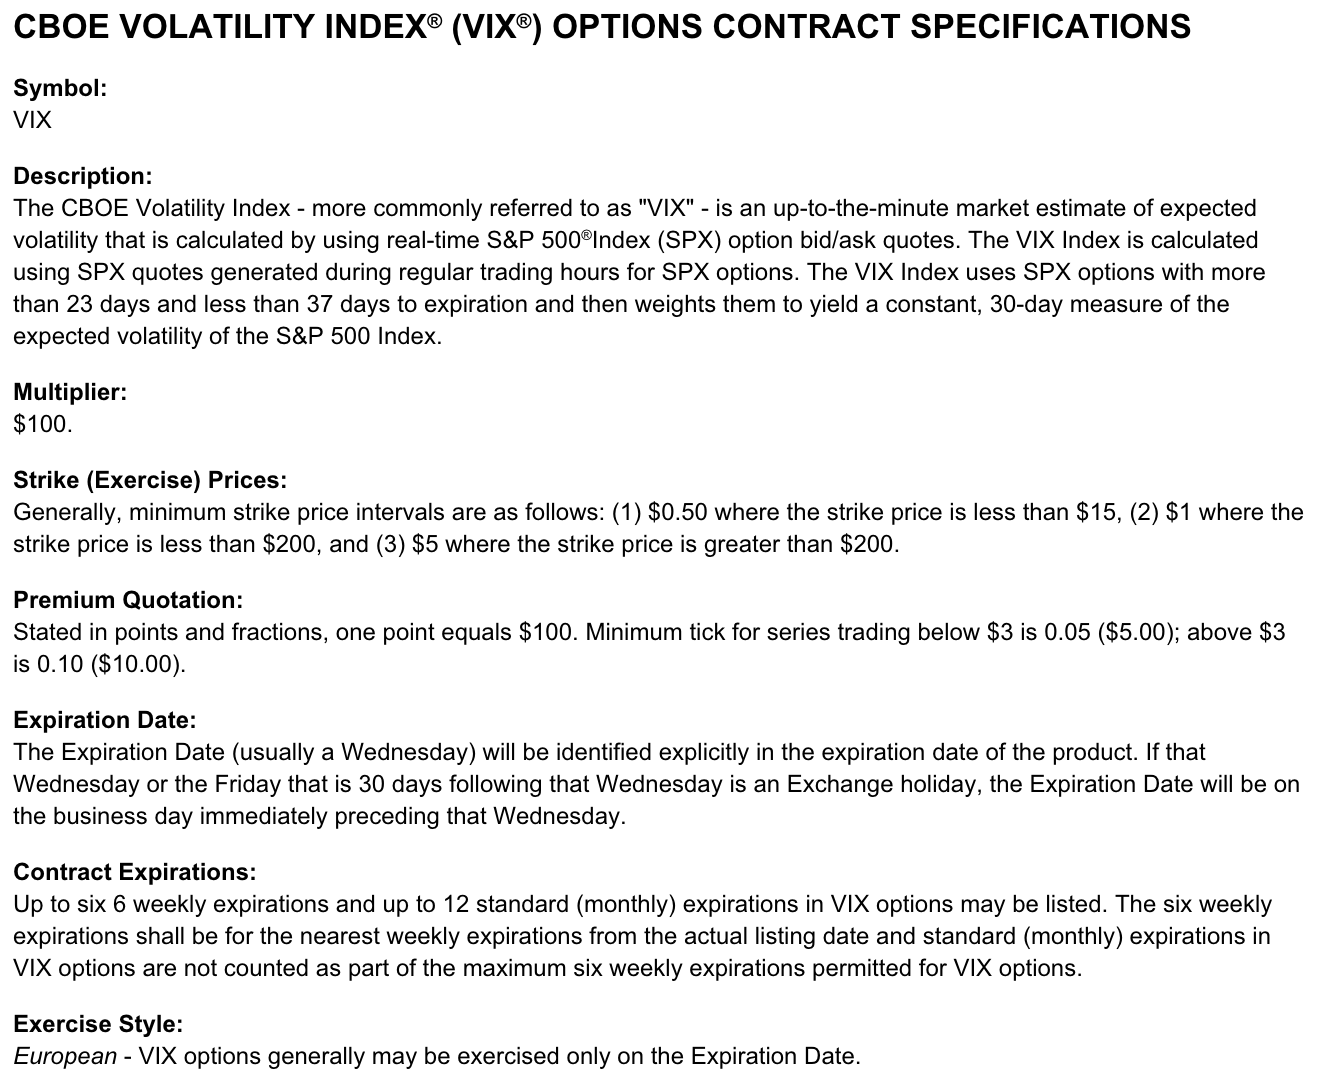 CBOE VOLATILITY INDEX® (VIX®) OPTIONS CONTRACT SPECIFICATIONS
Symbol:
VIX
Description:
The CBOE Volatility Index - more commonly referred to as "VIX" - is an up-to-the-minute market estimate of expected
volatility that is calculated by using real-time S&P 500®Index (SPX) option bid/ask quotes. The VIX Index is calculated
using SPX quotes generated during regular trading hours for SPX options. The VIX Index uses SPX options with more
than 23 days and less than 37 days to expiration and then weights them to yield a constant, 30-day measure of the
expected volatility of the S&P 500 Index.
Multiplier:
$100.
Strike (Exercise) Prices:
Generally, minimum strike price intervals are as follows: (1) $0.50 where the strike price is less than $15, (2) $1 where the
strike price is less than $200, and (3) $5 where the strike price is greater than $200.
Premium Quotation:
Stated in points and fractions, one point equals $100. Minimum tick for series trading below $3 is 0.05 ($5.00); above $3
is 0.10 ($10.00).
Expiration Date:
The Expiration Date (usually a Wednesday) will be identified explicitly in the expiration date of the product. If that
Wednesday or the Friday that is 30 days following that Wednesday is an Exchange holiday, the Expiration Date will be on
the business day immediately preceding that Wednesday.
Contract Expirations:
Up to six 6 weekly expirations and up to 12 standard (monthly) expirations in VIX options may be listed. The six weekly
expirations shall be for the nearest weekly expirations from the actual listing date and standard (monthly) expirations in
VIX options are not counted as part of the maximum six weekly expirations permitted for VIX options.
Exercise Style:
European - VIX options generally may be exercised only on the Expiration Date.